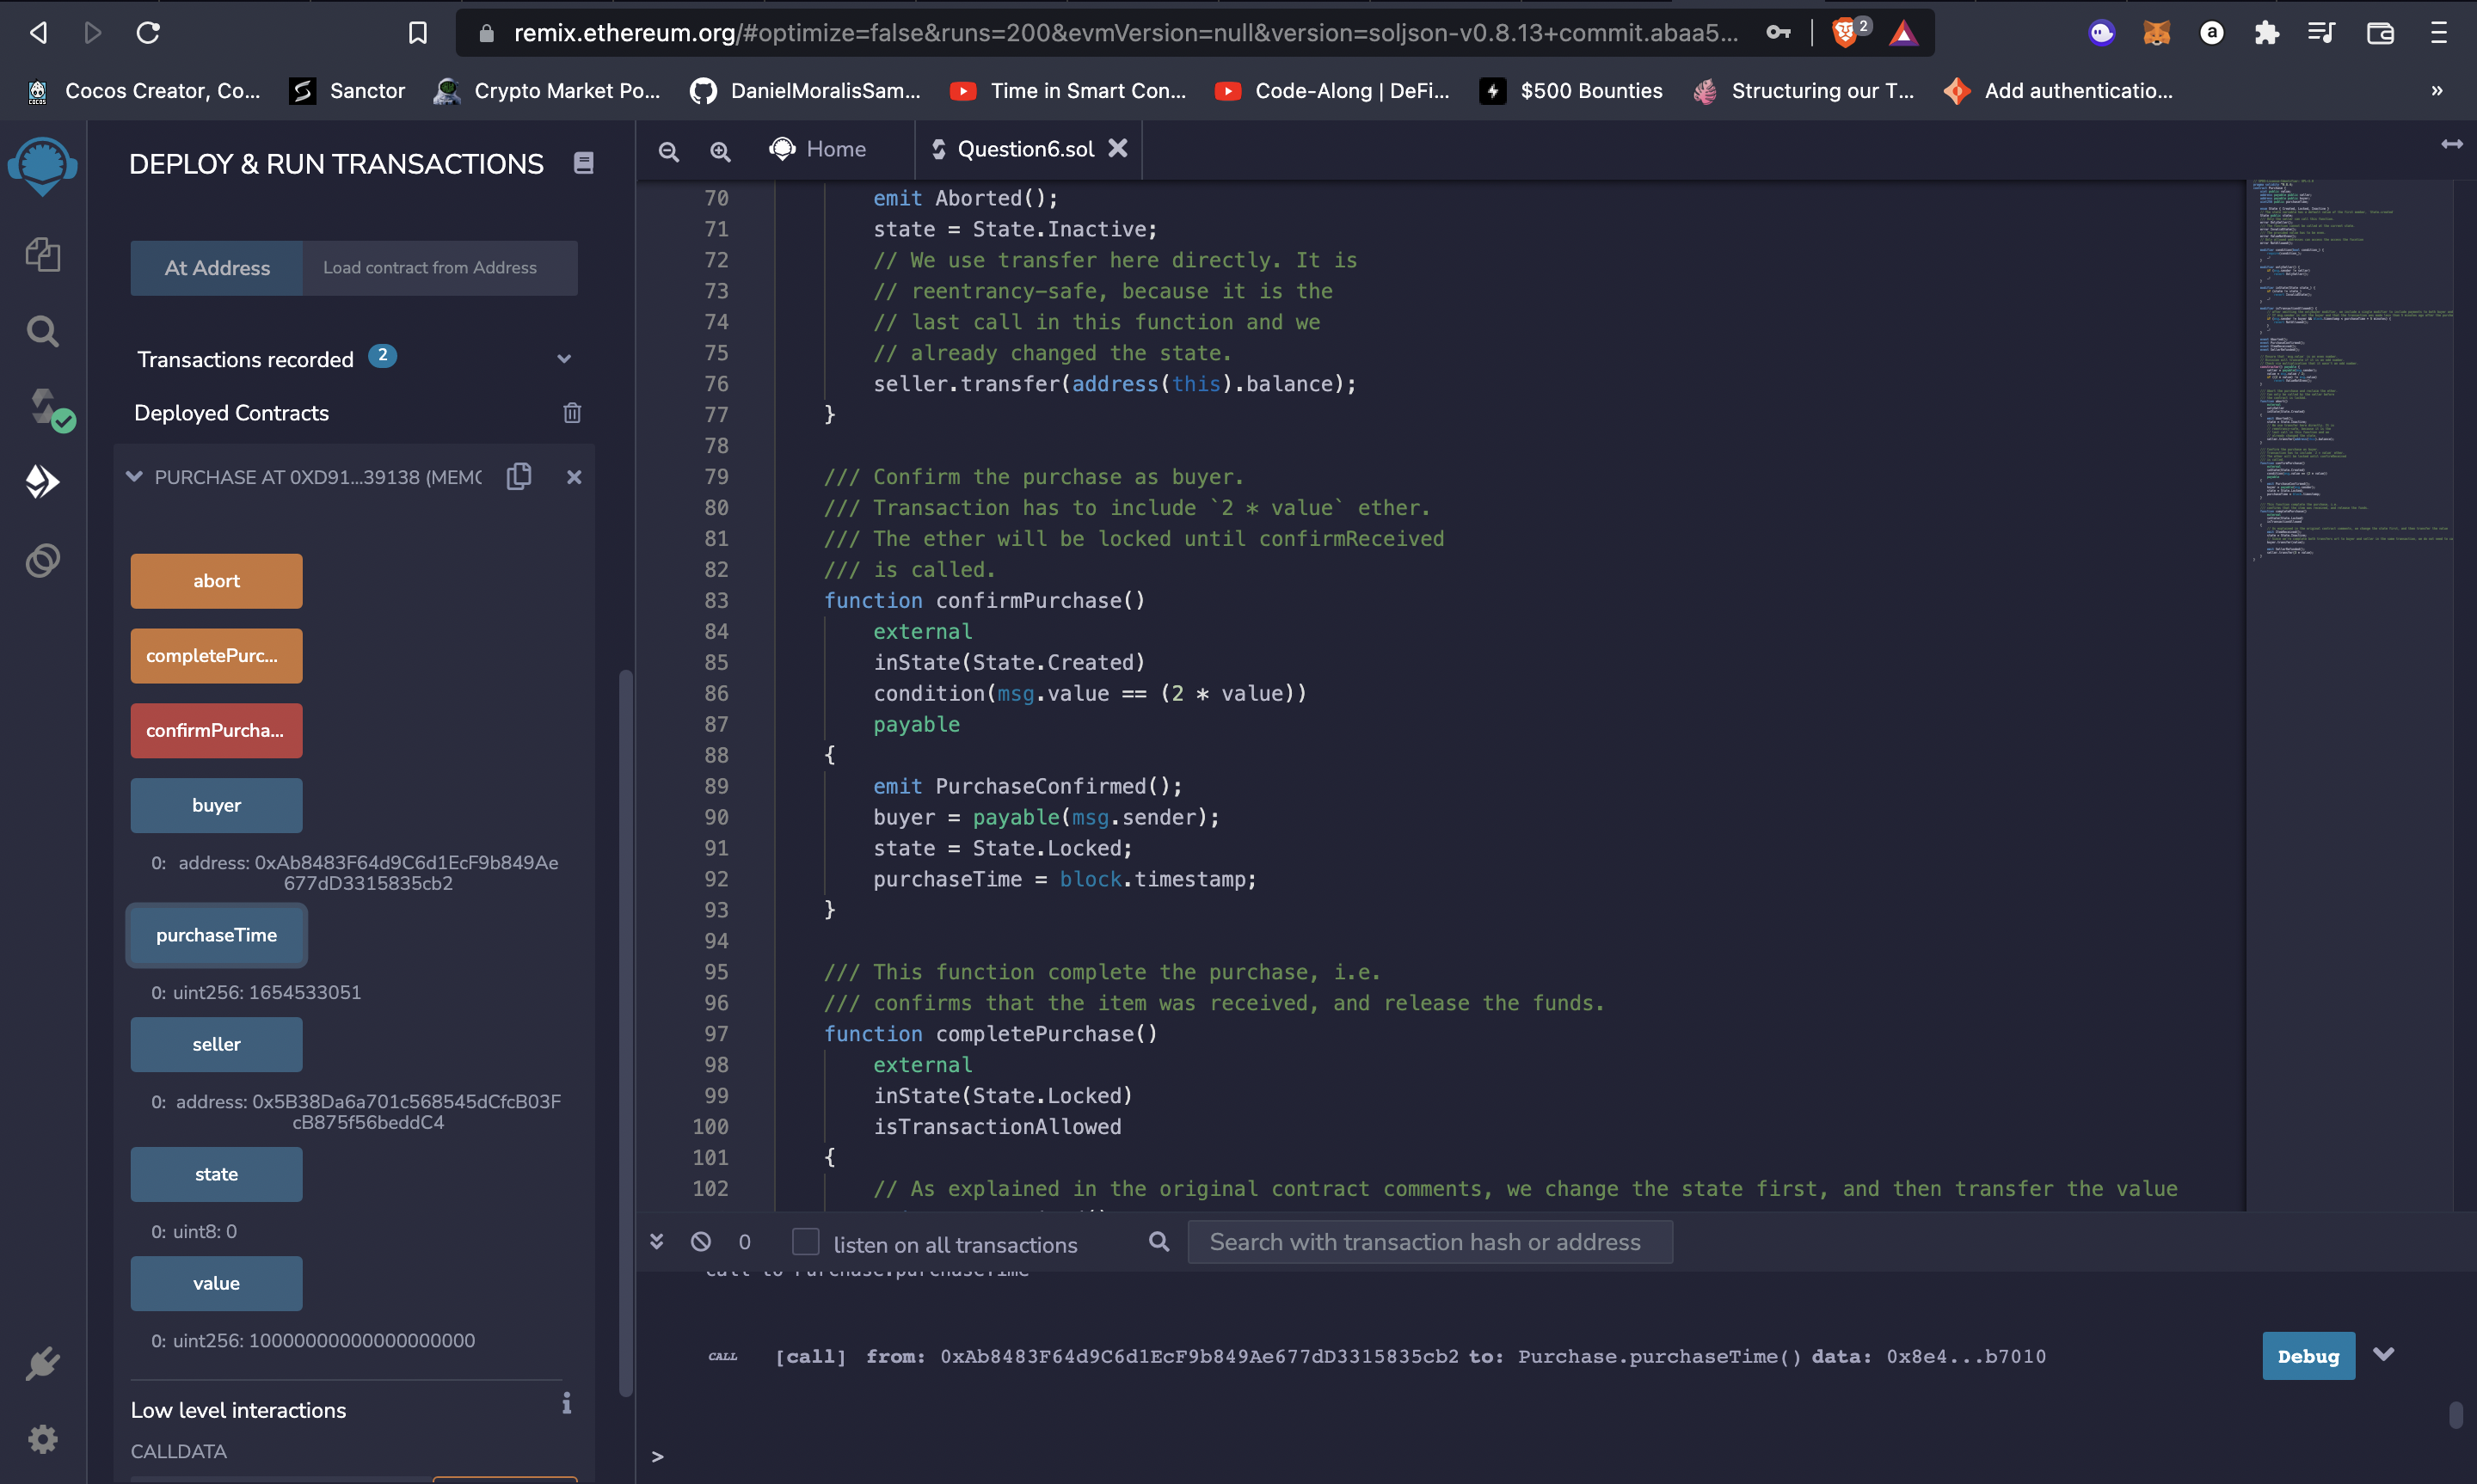 remix.ethereum.org/#optimize=false&runs=200&evmVersion=null&version=soljson-v0.8.13+commit.abaa5...
2
Cocos Creator, Co...
Sanctor
Crypto Market Po...
DanielMoralisSam...
Time in Smart Con...
Code-Along | DeFi...
$500 Bounties
Structuring our T...
Add authenticatio...
»
DEPLOY & RUN TRANSACTIONS
At Address
Load contract from Address
Transactions recorded 2
Deployed Contracts
PURCHASE AT 0XD91...39138 (MEMO
abort
completePurc...
confirmPurcha...
buyer
0: address: 0xAb8483F64d9C6d1EcF9b849Ae
677dD3315835cb2
purchaseTime
0: uint256: 1654533051
seller
0: address: 0x5B38Da6a701c568545dCfcB03F
cB875f56beddC4
state
0: uint8: 0
value
0: uint256: 10000000000000000000
Low level interactions
CALLDATA
Home
Question6.sol
70 emit Aborted();
71 state = State.Inactive;
72 // We use transfer here directly. It is
73 // reentrancy-safe, because it is the
74 // last call in this function and we
75 // already changed the state.
76 seller.transfer(address(this).balance);
77 }
78
79 /// Confirm the purchase as buyer.
80 /// Transaction has to include `2 * value` ether.
81 /// The ether will be locked until confirmReceived
82 /// is called.
83 function confirmPurchase()
84 external
85 inState(State.Created)
86 condition(msg.value == (2 * value))
87 payable
88 {
89 emit PurchaseConfirmed();
90 buyer = payable(msg.sender);
91 state = State.Locked;
92 purchaseTime = block.timestamp;
93 }
94
95 /// This function complete the purchase, i.e.
96 /// confirms that the item was received, and release the funds.
97 function completePurchase()
98 external
99 inState(State.Locked)
100 isTransactionAllowed
101 {
102 // As explained in the original contract comments, we change the state first, and then transfer the value
0
listen on all transactions
Search with transaction hash or address
call to Purchase.purchaseTime
CALL [call] from: 0xAb8483F64d9C6d1EcF9b849Ae677dD3315835cb2 to: Purchase.purchaseTime() data: 0x8e4...b7010
Debug
>